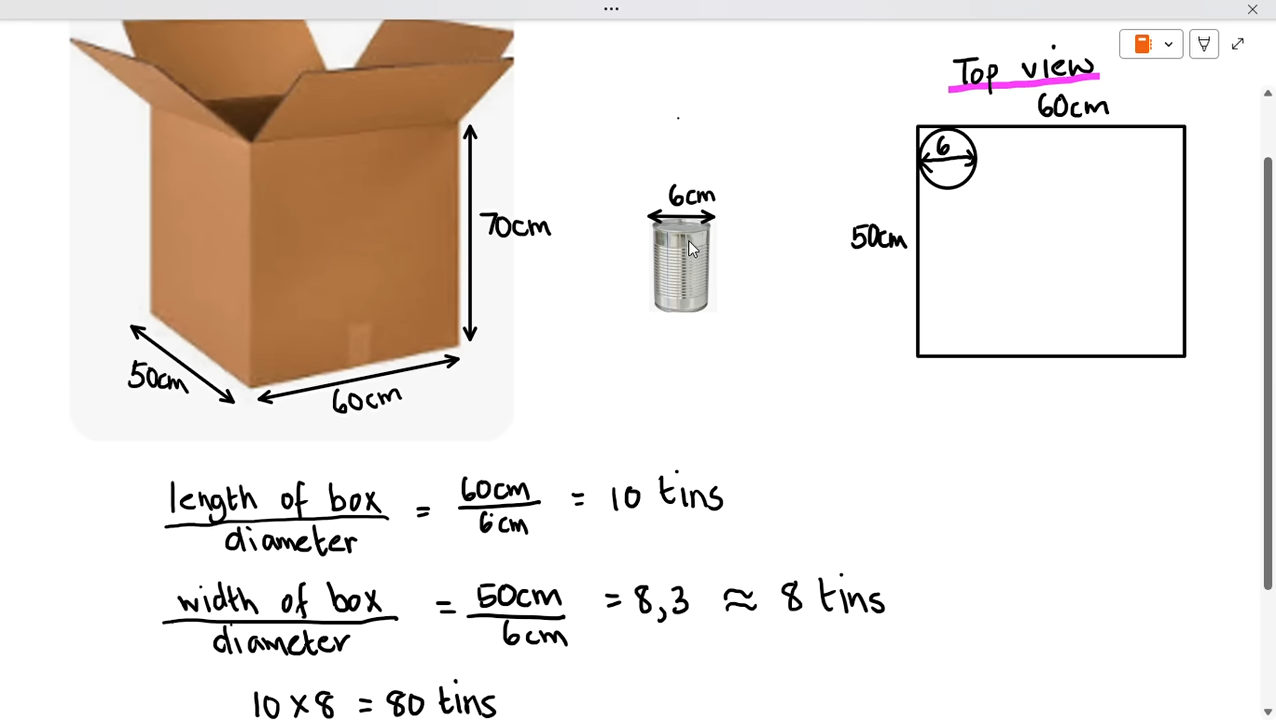 Top view
60cm
6
6cm
70cm
50cm
50cm
60cm
length of box / diameter = 60cm / 6cm = 10 tins
width of box / diameter = 50cm / 6cm = 8,3 ≈ 8 tins
10 × 8 = 80 tins